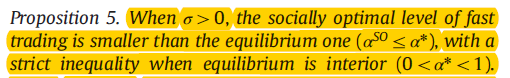 Proposition 5. When σ > 0, the socially optimal level of fast
trading is smaller than the equilibrium one (α^SO ≤ α*), with a
strict inequality when equilibrium is interior (0 < α* < 1).